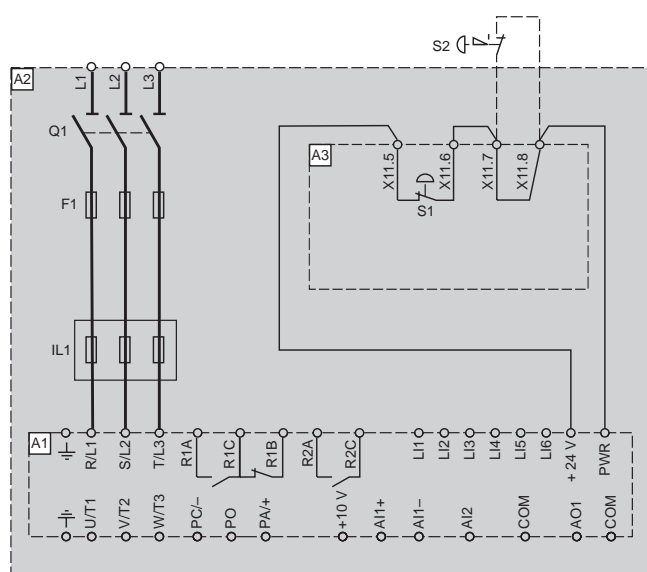 S2
A2
L1 L2 L3
Q1
A3
X11.5 X11.6 X11.7 X11.8
S1
F1
IL1
A1
R/L1 S/L2 T/L3 R1A R1C R1B R2A R2C LI1 LI2 LI3 LI4 LI5 LI6 + 24 V PWR
U/T1 V/T2 W/T3 PC/– PO PA/+ +10 V AI1+ AI1– AI2 COM AO1 COM